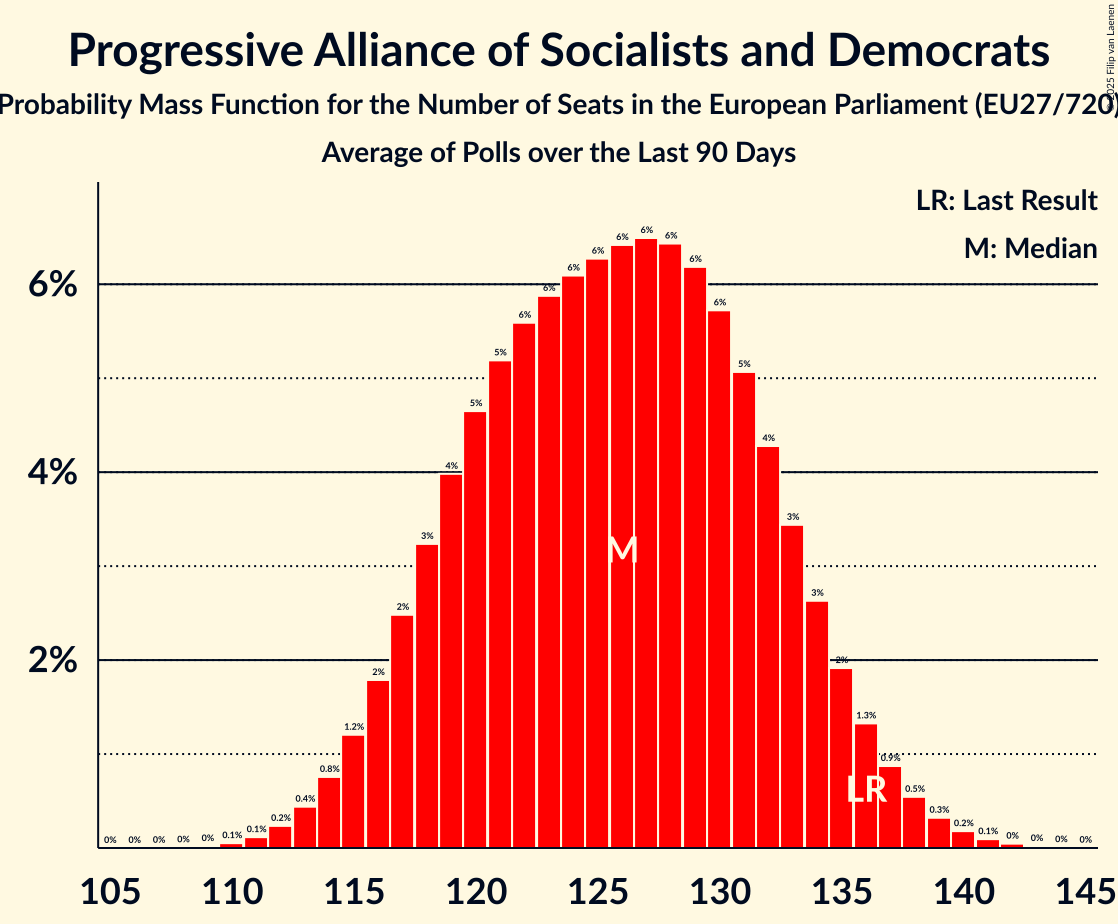 Progressive Alliance of Socialists and Democrats
Probability Mass Function for the Number of Seats in the European Parliament (EU27/720)
Average of Polls over the Last 90 Days
© 2025 Filip van Laenen
LR: Last Result
M: Median
6%
4%
2%
0% 0% 0% 0% 0% 0.1% 0.1% 0.2% 0.4% 0.8% 1.2% 2% 2% 3% 4% 5% 5% 6% 6% 6% 6% 6% 6% 6% 6% 6% 5% 4% 3% 3% 2% 1.3% 0.9% 0.5% 0.3% 0.2% 0.1% 0% 0% 0% 0%
M
LR
105 110 115 120 125 130 135 140 145